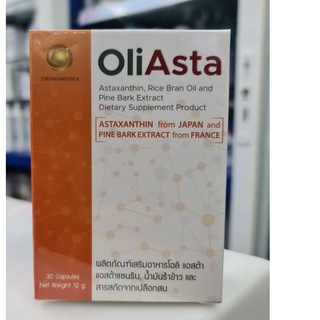 OZONOMEDICA
OliAsta
Astaxanthin, Rice Bran Oil and
Pine Bark Extract
Dietary Supplement Product
ASTAXANTHIN from JAPAN and
PINE BARK EXTRACT from FRANCE
ผลิตภัณฑ์เสริมอาหารโอลิ แอสต้า
แอสต้าแซนธิน, น้ำมันรำข้าว และ
สารสกัดจากเปลือกสน
30 Capsules
Net Weight 12 g.